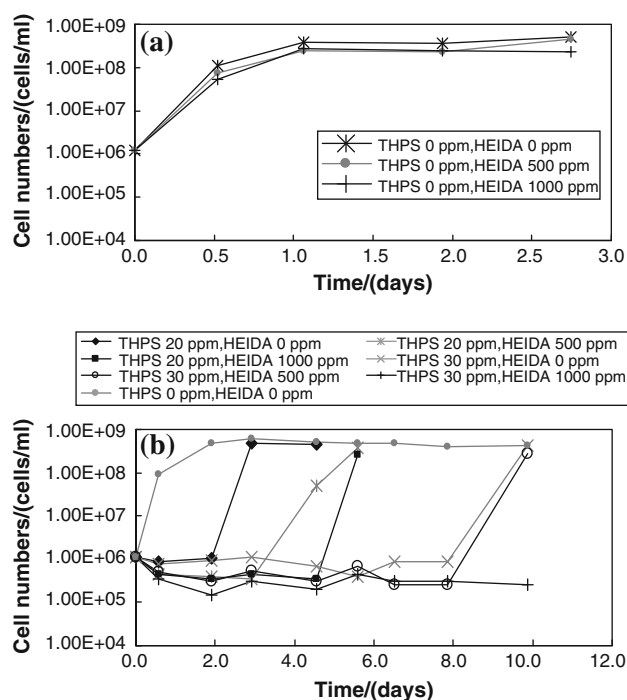 (a)
1.00E+09
1.00E+08
1.00E+07
1.00E+06
1.00E+05
1.00E+04
Cell numbers/(cells/ml)
THPS 0 ppm,HEIDA 0 ppm
THPS 0 ppm,HEIDA 500 ppm
THPS 0 ppm,HEIDA 1000 ppm
0.0 0.5 1.0 1.5 2.0 2.5 3.0
Time/(days)
THPS 20 ppm,HEIDA 0 ppm THPS 20 ppm,HEIDA 500 ppm
THPS 20 ppm,HEIDA 1000 ppm THPS 30 ppm,HEIDA 0 ppm
THPS 30 ppm,HEIDA 500 ppm THPS 30 ppm,HEIDA 1000 ppm
THPS 0 ppm,HEIDA 0 ppm
(b)
1.00E+09
1.00E+08
1.00E+07
1.00E+06
1.00E+05
1.00E+04
Cell numbers/(cells/ml)
0.0 2.0 4.0 6.0 8.0 10.0 12.0
Time/(days)